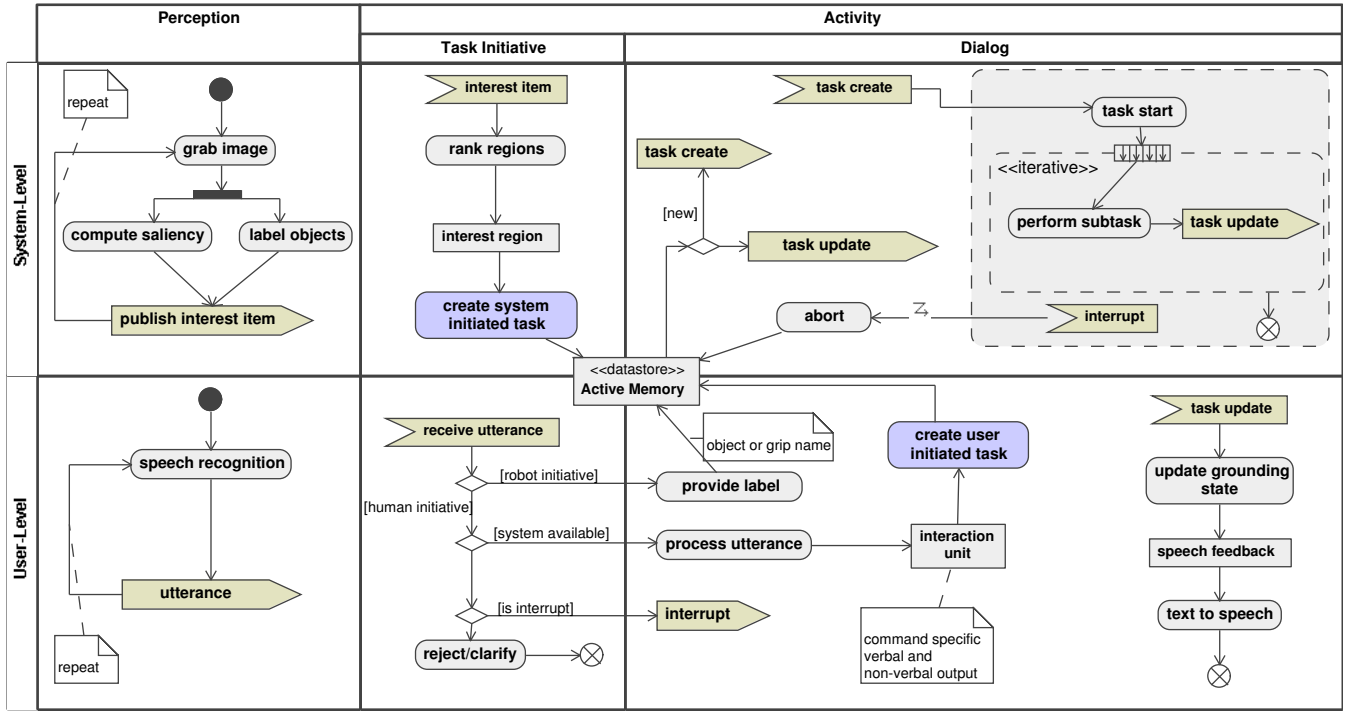 Perception
Activity
Task Initiative
Dialog
System-Level
repeat
grab image
compute saliency
label objects
publish interest item
interest item
rank regions
interest region
create system
initiated task
task create
task create
[new]
task update
task start
<<iterative>>
perform subtask
task update
abort
interrupt
<<datastore>>
Active Memory
User-Level
speech recognition
utterance
repeat
receive utterance
[robot initiative]
[human initiative]
[system available]
[is interrupt]
reject/clarify
object or grip name
provide label
process utterance
interrupt
create user
initiated task
interaction
unit
command specific
verbal and
non-verbal output
task update
update grounding
state
speech feedback
text to speech